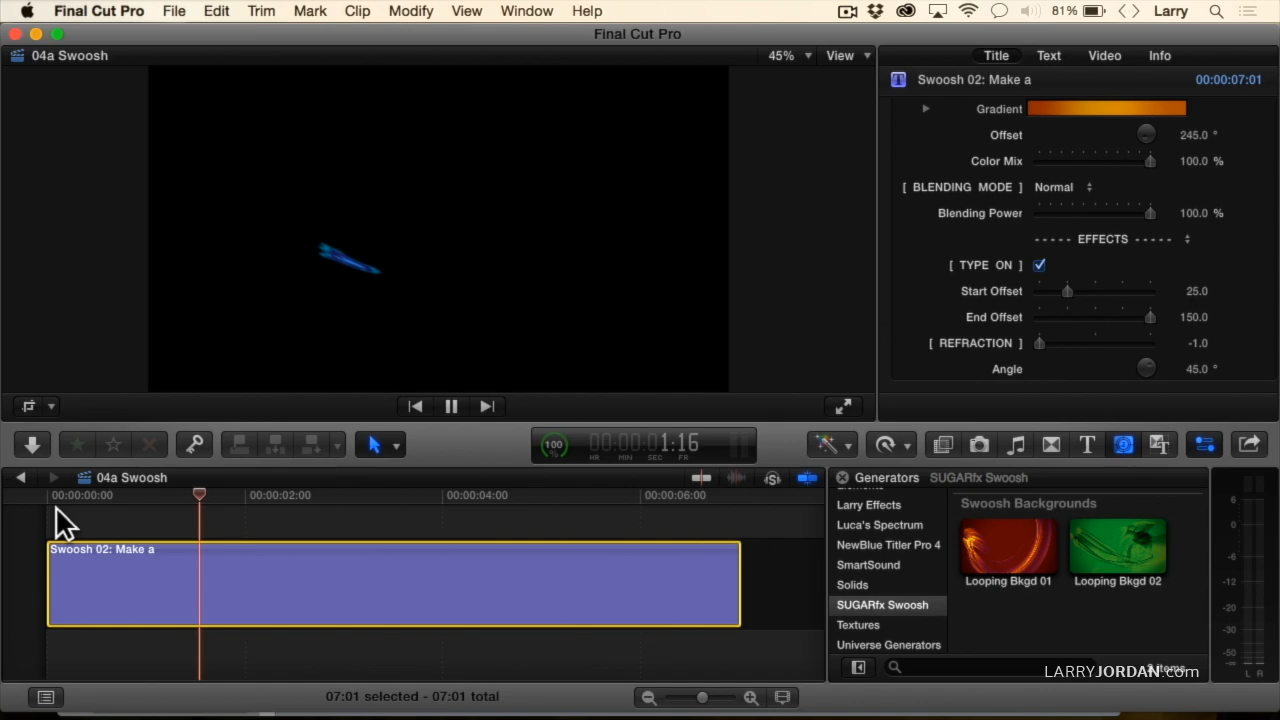 Final Cut Pro File Edit Trim Mark Clip Modify View Window Help 81% Larry
Final Cut Pro
04a Swoosh 45% View Title Text Video Info
Swoosh 02: Make a 00:00:07:01
Gradient
Offset 245.0 °
Color Mix 100.0 %
[ BLENDING MODE ] Normal
Blending Power 100.0 %
----- EFFECTS -----
[ TYPE ON ]
Start Offset 25.0
End Offset 150.0
[ REFRACTION ] -1.0
Angle 45.0 °
100 % 00:00:01:16
HR MIN SEC FR
04a Swoosh
00:00:00:00 00:00:02:00 00:00:04:00 00:00:06:00
Swoosh 02: Make a
Generators SUGARfx Swoosh
Larry Effects
Luca's Spectrum
NewBlue Titler Pro 4
SmartSound
Solids
SUGARfx Swoosh
Textures
Universe Generators
Swoosh Backgrounds
Looping Bkgd 01 Looping Bkgd 02
6
0
-6
-12
-20
-30
-50
L R
LARRYJORDAN.com
07:01 selected - 07:01 total